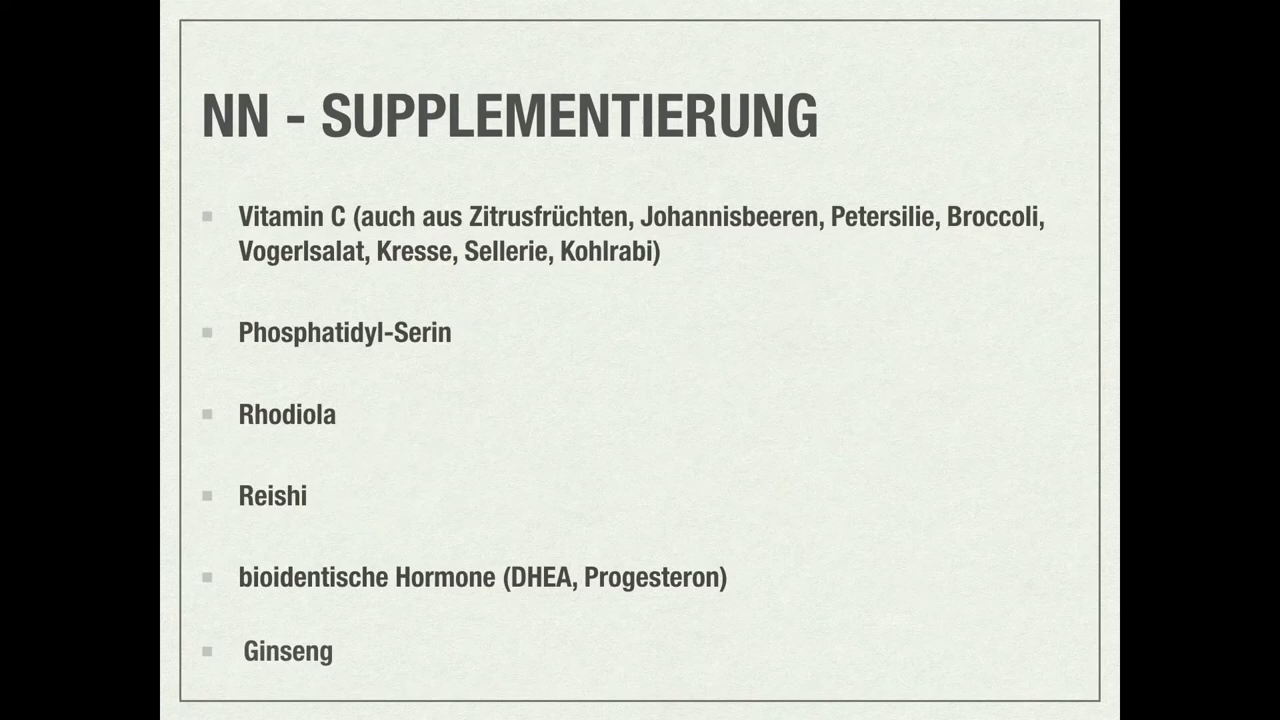 NN - SUPPLEMENTIERUNG
Vitamin C (auch aus Zitrusfrüchten, Johannisbeeren, Petersilie, Broccoli,
Vogerlsalat, Kresse, Sellerie, Kohlrabi)
Phosphatidyl-Serin
Rhodiola
Reishi
bioidentische Hormone (DHEA, Progesteron)
Ginseng